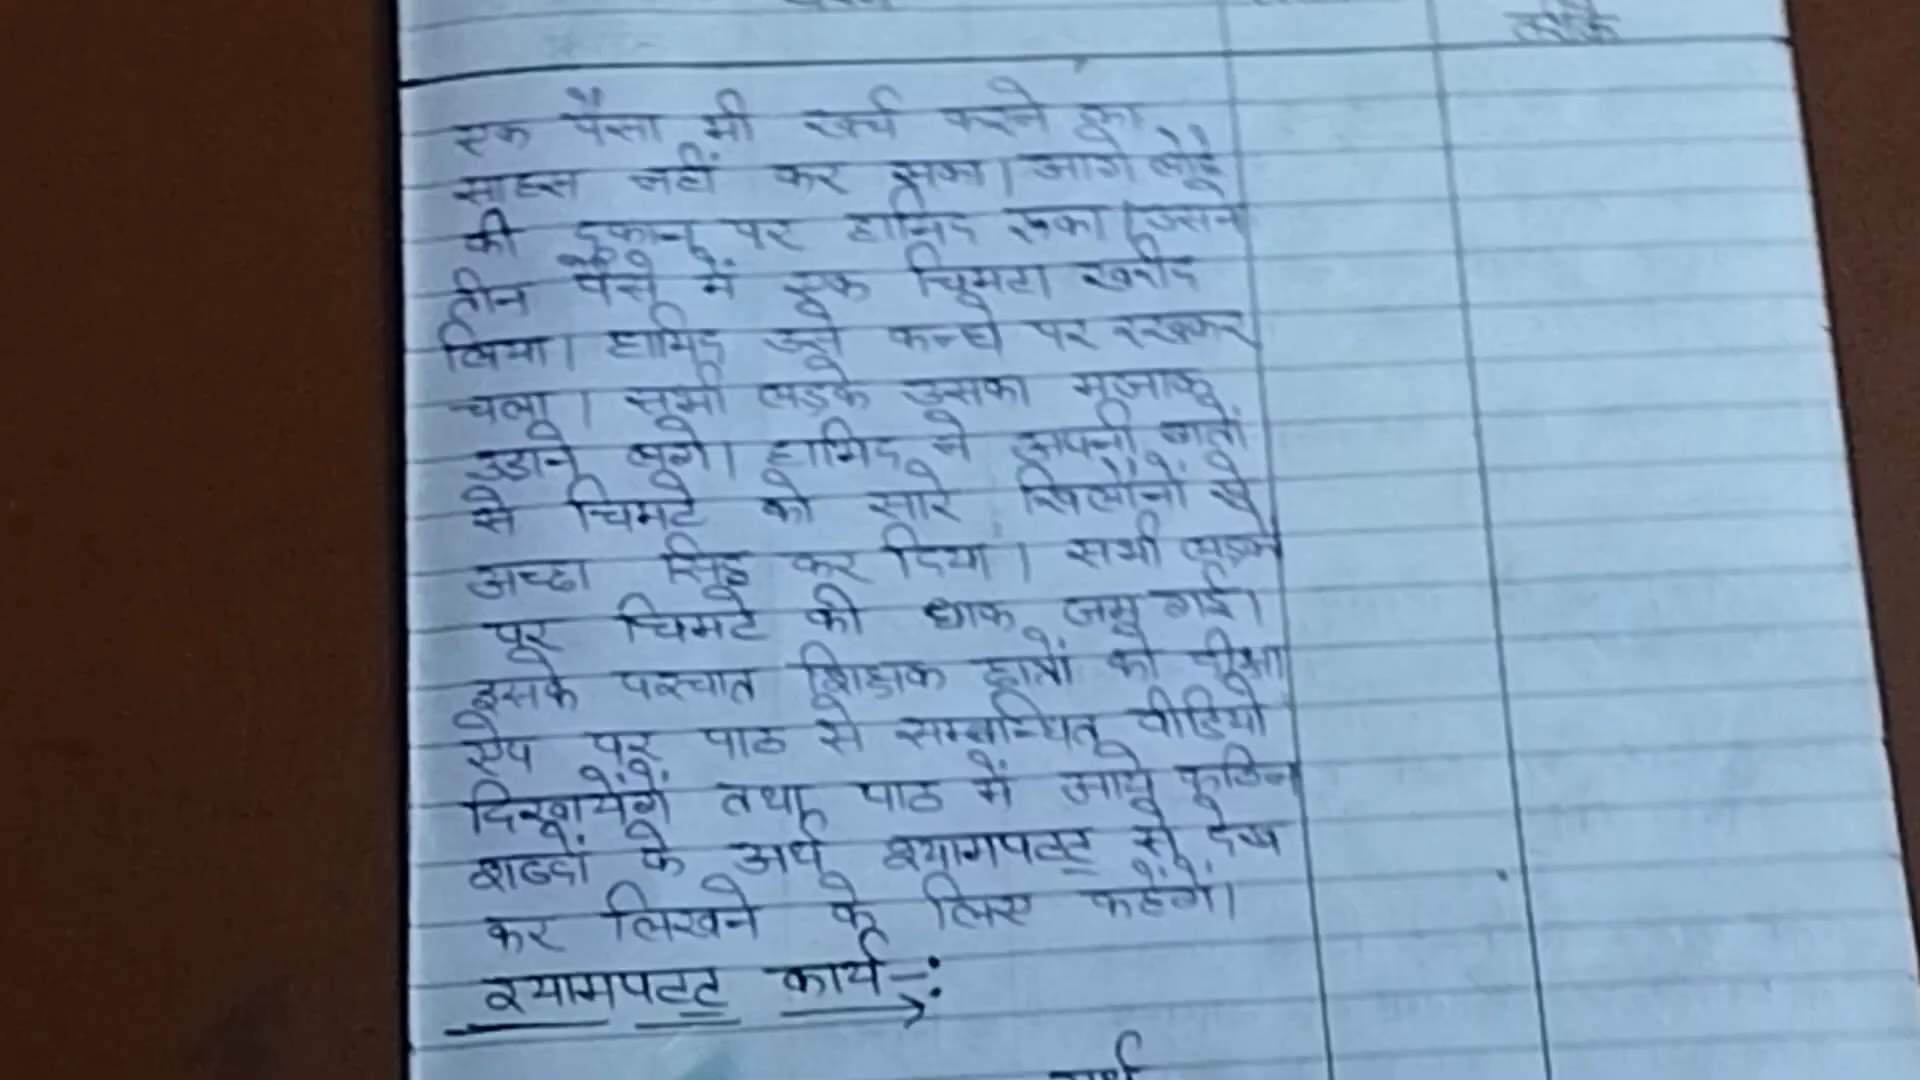 एक पैसा भी खर्च करने का
साहस नहीं कर सका। आगे लोहे
की दुकान पर हामिद रूका। उसने
तीन पैसे में एक चिमटा खरीद
लिया। हामिद उसे कन्धे पर रखकर
चला। सभी लड़के उसका मजाक
उडाने लगे। हामिद ने अपनी बातों
से चिमटे को सारे खिलौनों से
अच्छा सिद्ध कर दिया। सभी लड़को
पर चिमटे की धाक जम गई।
इसके पश्चात शिक्षक छात्रों को दीक्षा
ऐप पर पाठ से सम्बन्धित वीडियो
दिखायेगें तथा पाठ में आये कठिन
शब्दों के अर्थ श्यामपटट से देख
कर लिखने के लिए कहेगें।
श्यामपटट कार्य -: